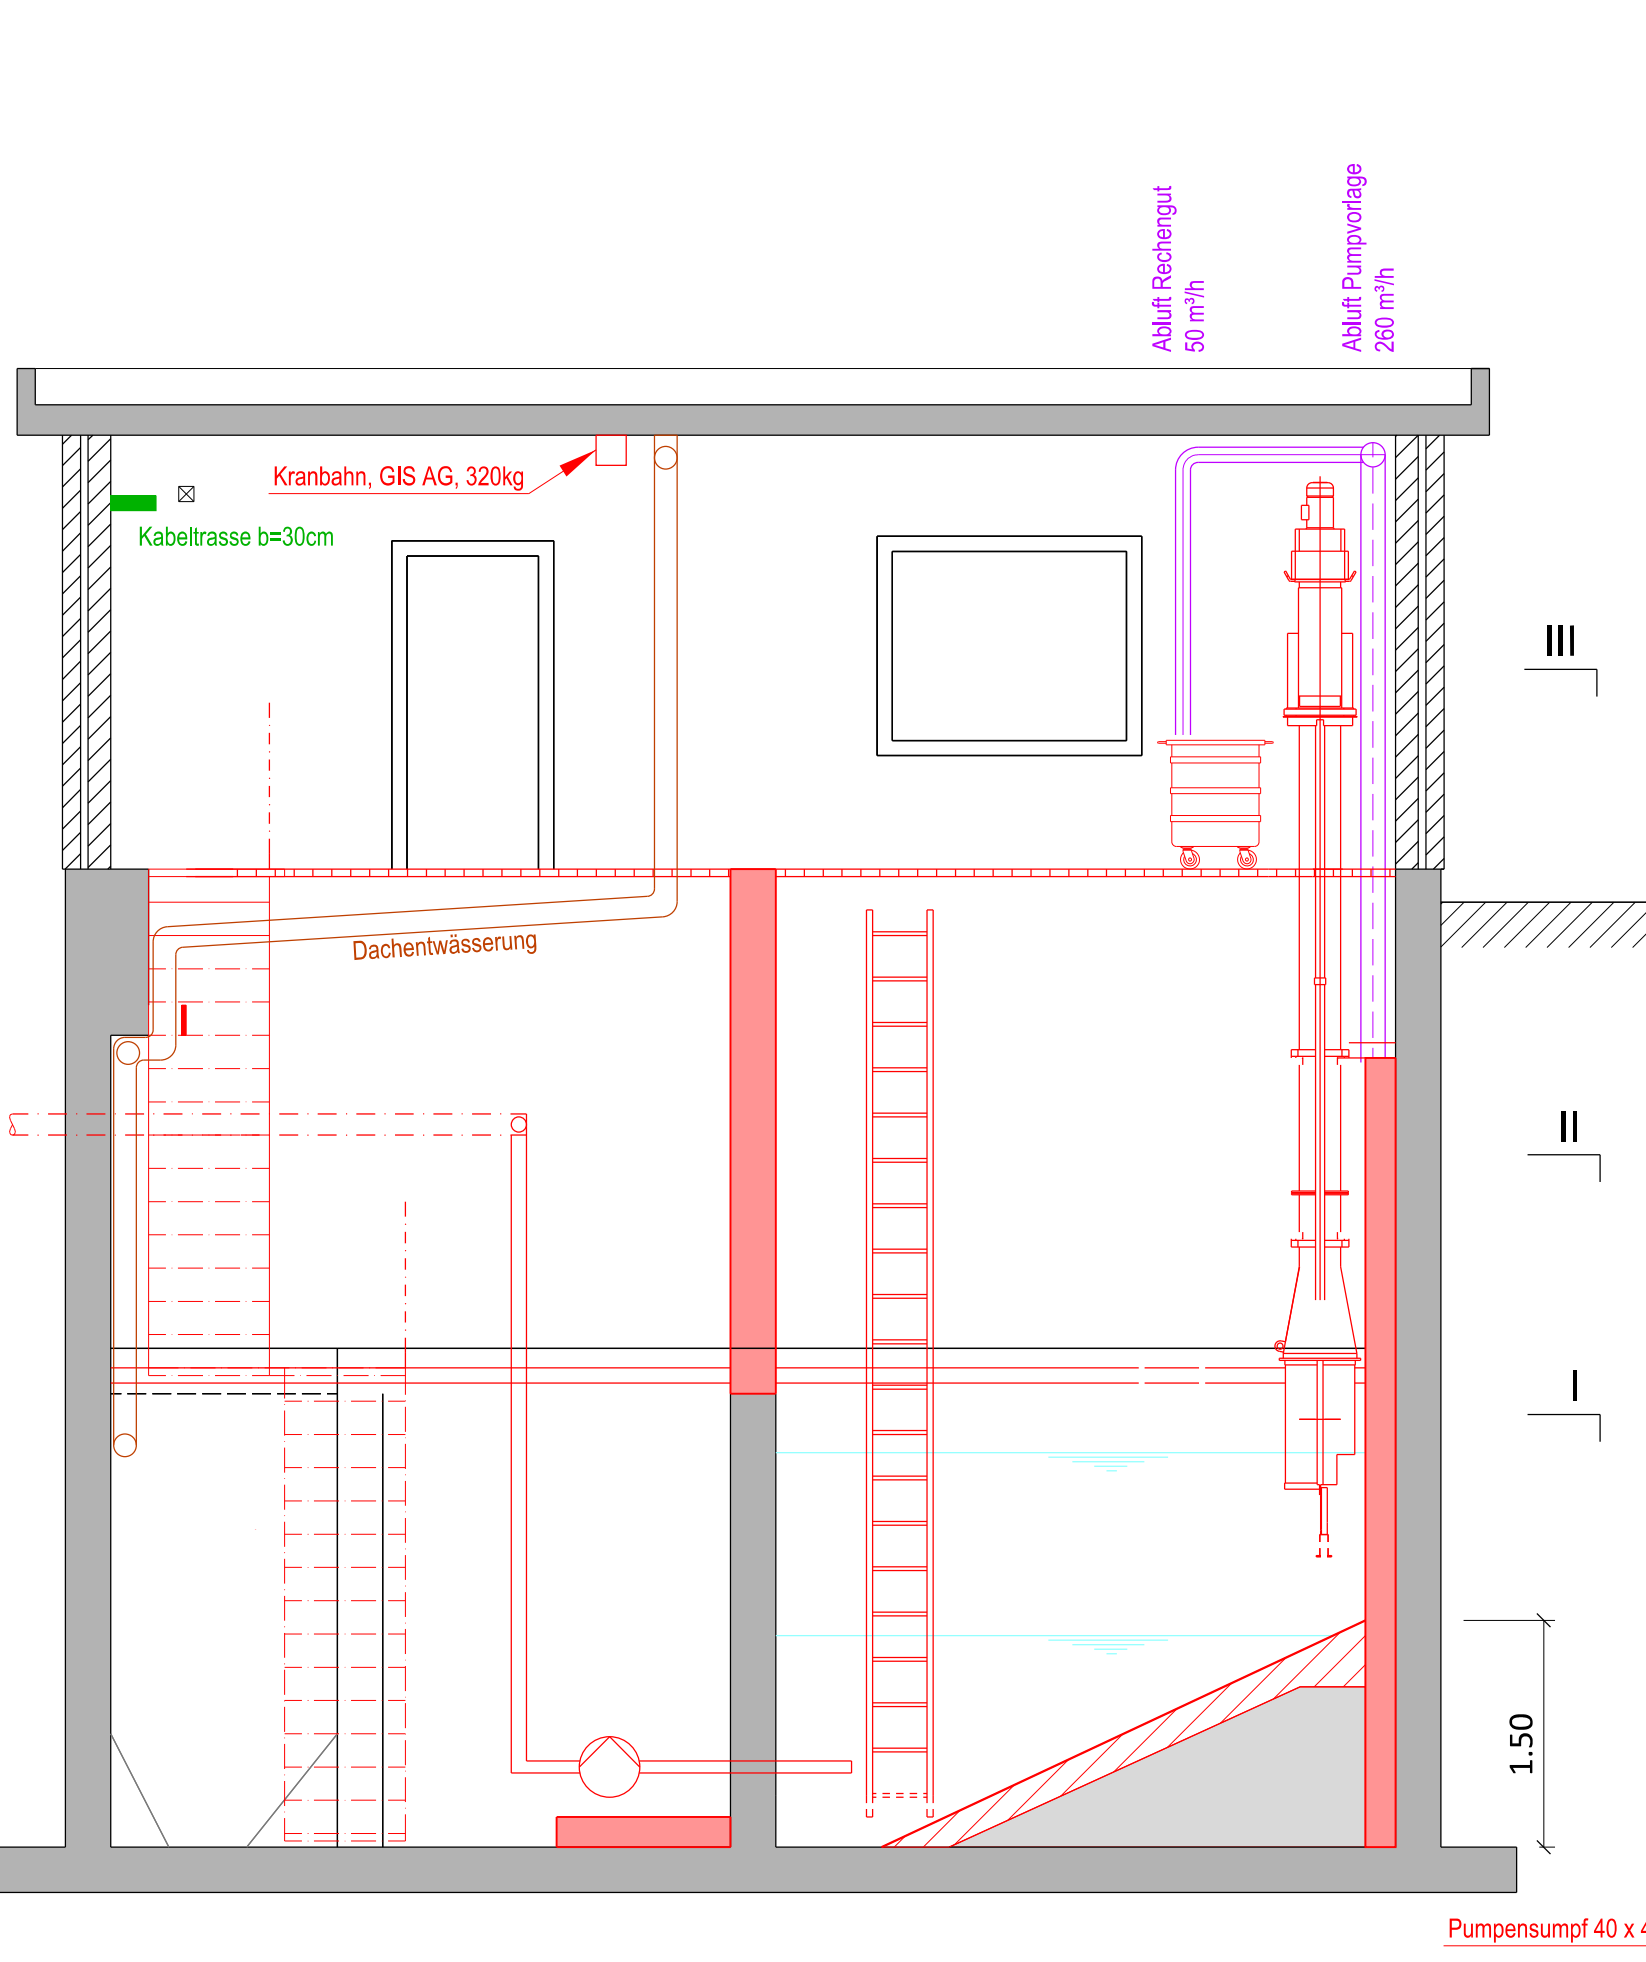 Abluft Rechengut
50 m³/h
Abluft Pumpvorlage
260 m³/h
Kranbahn, GIS AG, 320kg
Kabeltrasse b=30cm
III
Dachentwässerung
II
I
1.50
Pumpensumpf 40 x 4